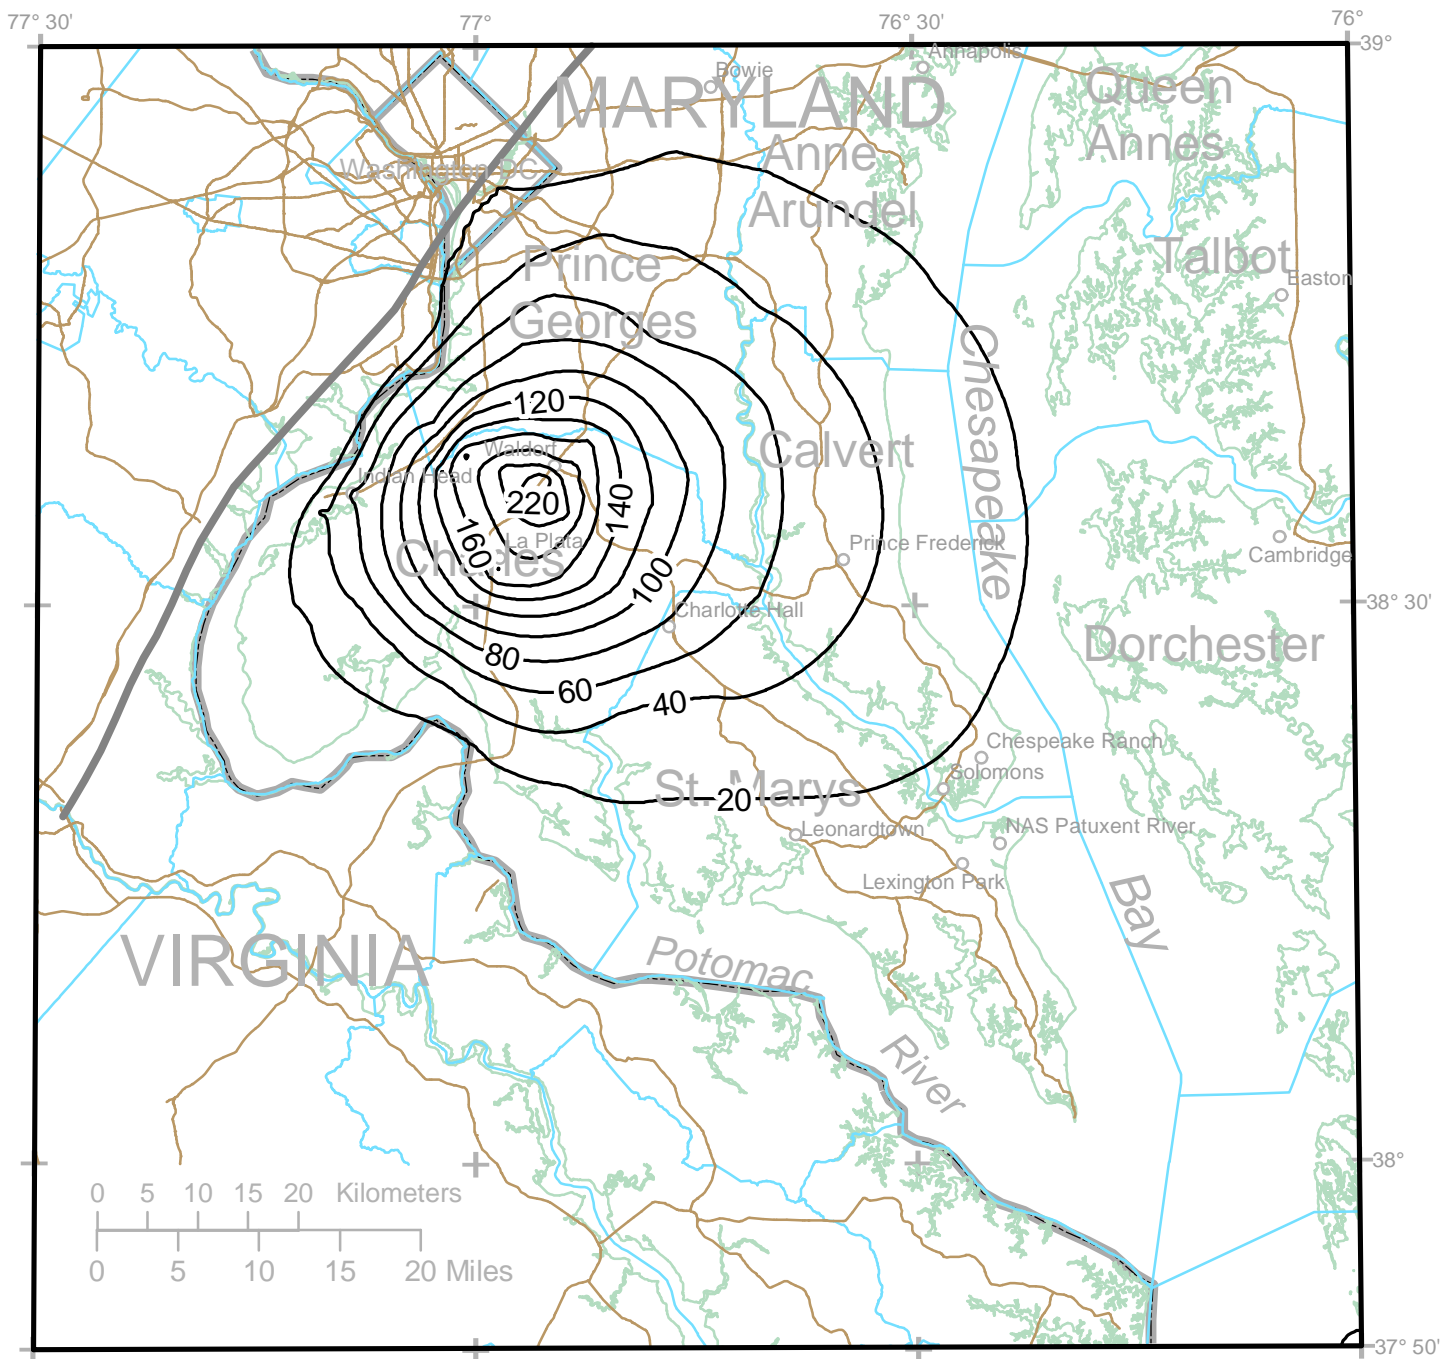 77° 30'
77°
76° 30'
76°
39°
Annapolis
Bowie
MARYLAND
Queen
Annes
Anne
Arundel
Washington DC
Prince
Georges
Talbot
Easton
Chesapeake
120
Calvert
Waldorf
Indian Head
220
140
160
La Plata
Charles
Prince Frederick
Cambridge
100
Charlotte Hall
38° 30'
Dorchester
80
60
40
Chespeake Ranch
Solomons
St. Marys
20
Leonardtown
NAS Patuxent River
Lexington Park
Bay
VIRGINIA
Potomac
River
38°
0 5 10 15 20 Kilometers
0 5 10 15 20 Miles
37° 50'